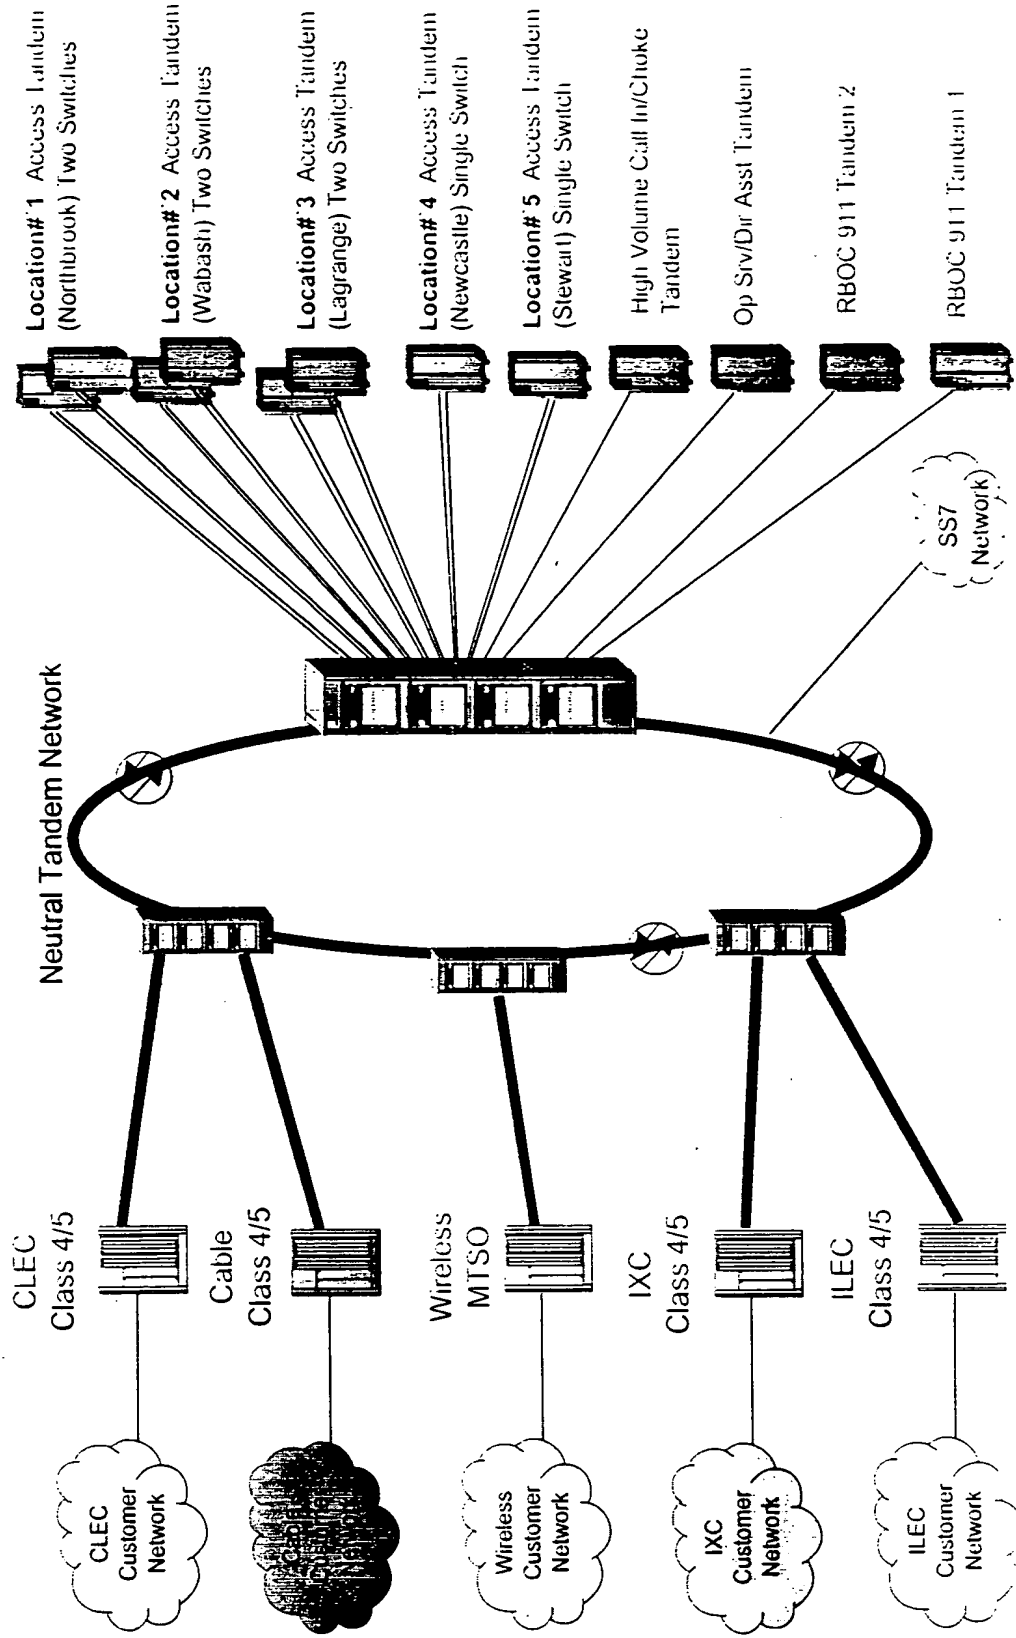 Neutral Tandem Network
CLEC
Customer
Network
CLEC
Class 4/5
Cable
Class 4/5
Wireless
Customer
Network
Wireless
MTSO
IXC
Customer
Network
IXC
Class 4/5
ILEC
Customer
Network
ILEC
Class 4/5
SS7
Network
Location# 1 Access Tandem
(Northbrook) Two Switches
Location# 2 Access Tandem
(Wabash) Two Switches
Location# 3 Access Tandem
(Lagrange) Two Switches
Location# 4 Access Tandem
(Newcastle) Single Switch
Location# 5 Access Tandem
(Stewart) Single Switch
High Volume Call In/Choke
Tandem
Op Srv/Dir Asst Tandem
RBOC 911 Tandem 2
RBOC 911 Tandem 1